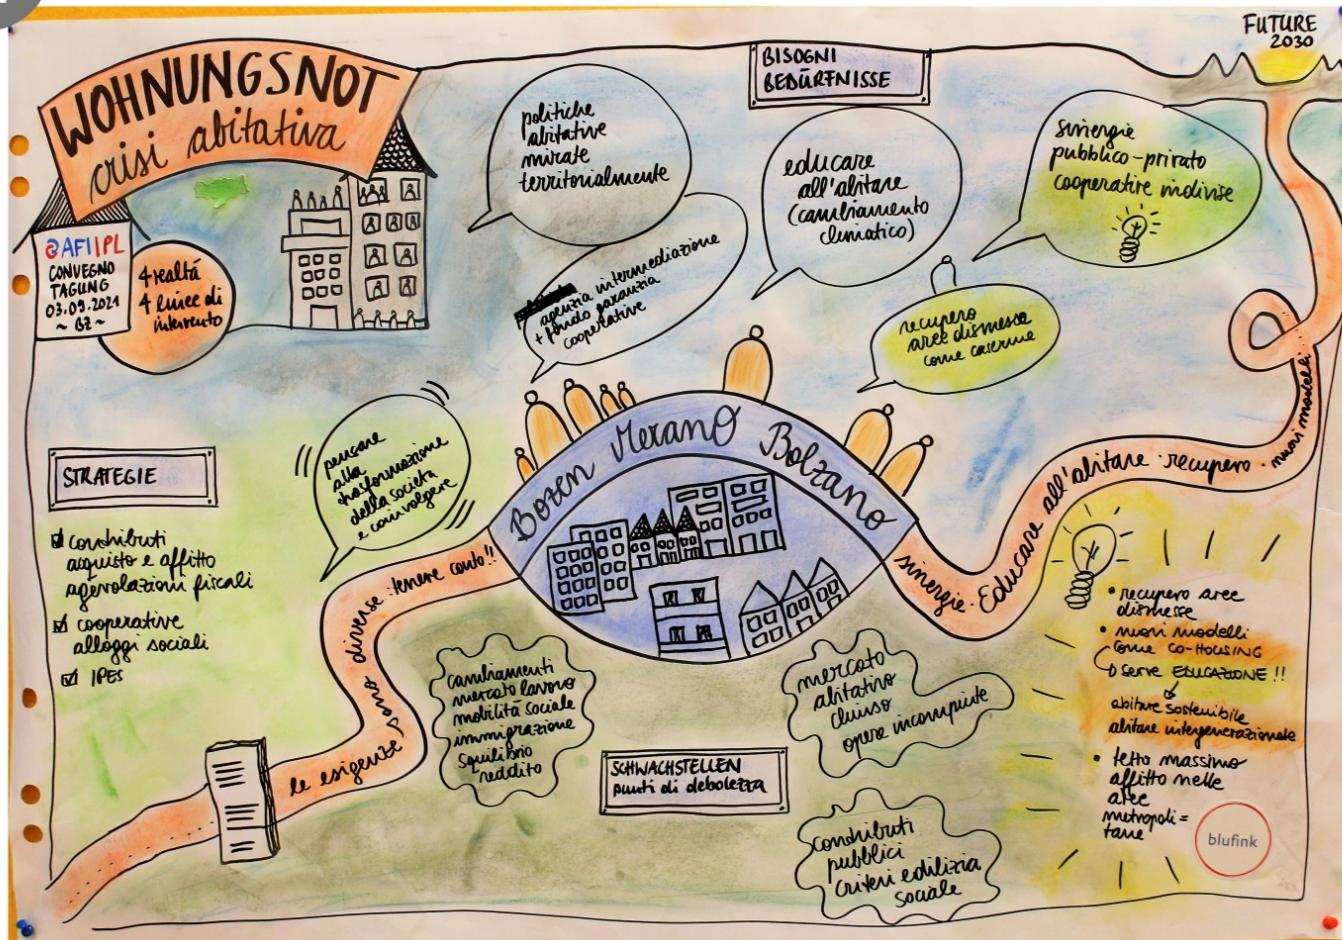 WOHNUNGSNOT
crisi abitativa
AFI IPL
CONVEGNO
TAGUNG
03.09.2021
~ BZ ~
4 realtá
4 linee di
intervento
politiche
abitative
mirate
territorialmente
agenzia intermediazione
+ fondo garanzia
cooperative
BISOGNI
BEDÜRFNISSE
educare
all'abitare
(cambiamento
climatico)
sinergie
pubblico-privato
cooperative indivise
recupero
aree dismesse
come caserme
FUTURE
2030
STRATEGIE
contributi
acquisto e affitto
agevolazioni fiscali
cooperative
alloggi sociali
IPES
pensare
alla
trasformazione
della società
e coinvolgere
Bozen Merano Bolzano
le esigenze sono diverse · tenere conto!!
sinergie · Educare all'abitare · recupero · nuovi modelli
cambiamenti
mercato lavoro
mobilità sociale
immigrazione
squilibrio
reddito
SCHWACHSTELLEN
punti di debolezza
mercato
abitativo
chiuso
opere incompiute
contributi
pubblici
criteri edilizia
sociale
• recupero aree
dismesse
• nuovi modelli
come CO-HOUSING
serve EDUCAZIONE !!
abitare sostenibile
abitare intergenerazionale
• tetto massimo
affitto nelle
aree
metropoli=
tane
blufink